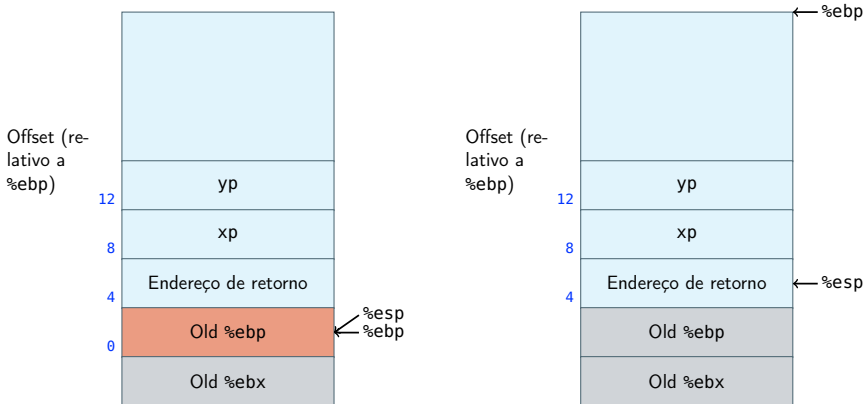 Offset (re-
lativo a
%ebp)
yp
12
xp
8
Endereço de retorno
4
%esp
%ebp
Old %ebp
0
Old %ebx
%ebp
Offset (re-
lativo a
%ebp)
yp
12
xp
8
Endereço de retorno
%esp
4
Old %ebp
Old %ebx